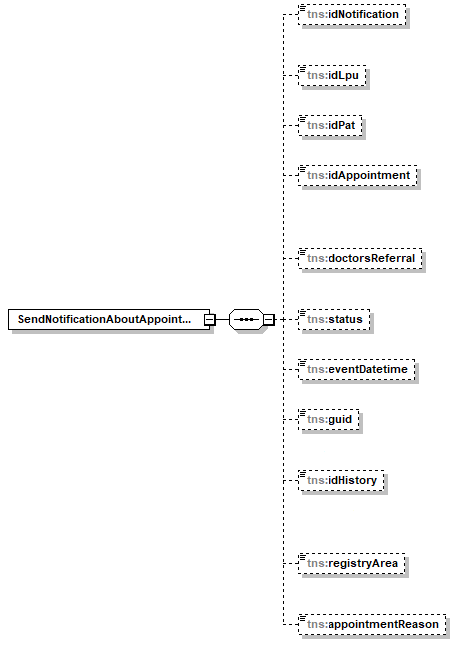 tns:idNotification
tns:idLpu
tns:idPat
tns:idAppointment
tns:doctorsReferral
SendNotificationAboutAppoint...
tns:status
tns:eventDatetime
tns:guid
tns:idHistory
tns:registryArea
tns:appointmentReason